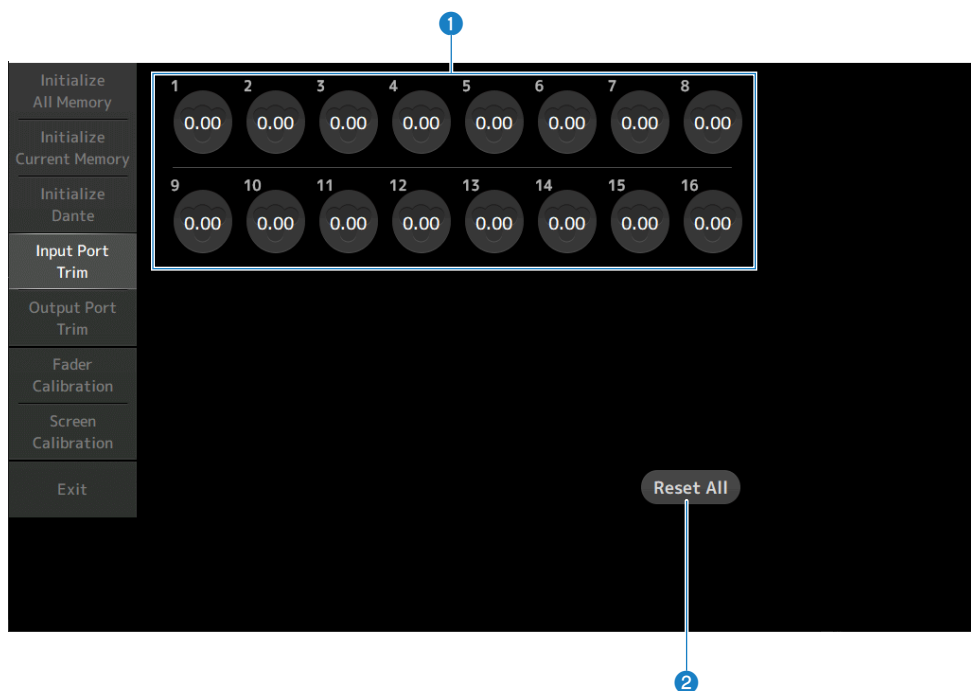 1
Initialize
All Memory
Initialize
Current Memory
Initialize
Dante
Input Port
Trim
Output Port
Trim
Fader
Calibration
Screen
Calibration
Exit
1 2 3 4 5 6 7 8
0.00 0.00 0.00 0.00 0.00 0.00 0.00 0.00
9 10 11 12 13 14 15 16
0.00 0.00 0.00 0.00 0.00 0.00 0.00 0.00
Reset All
2